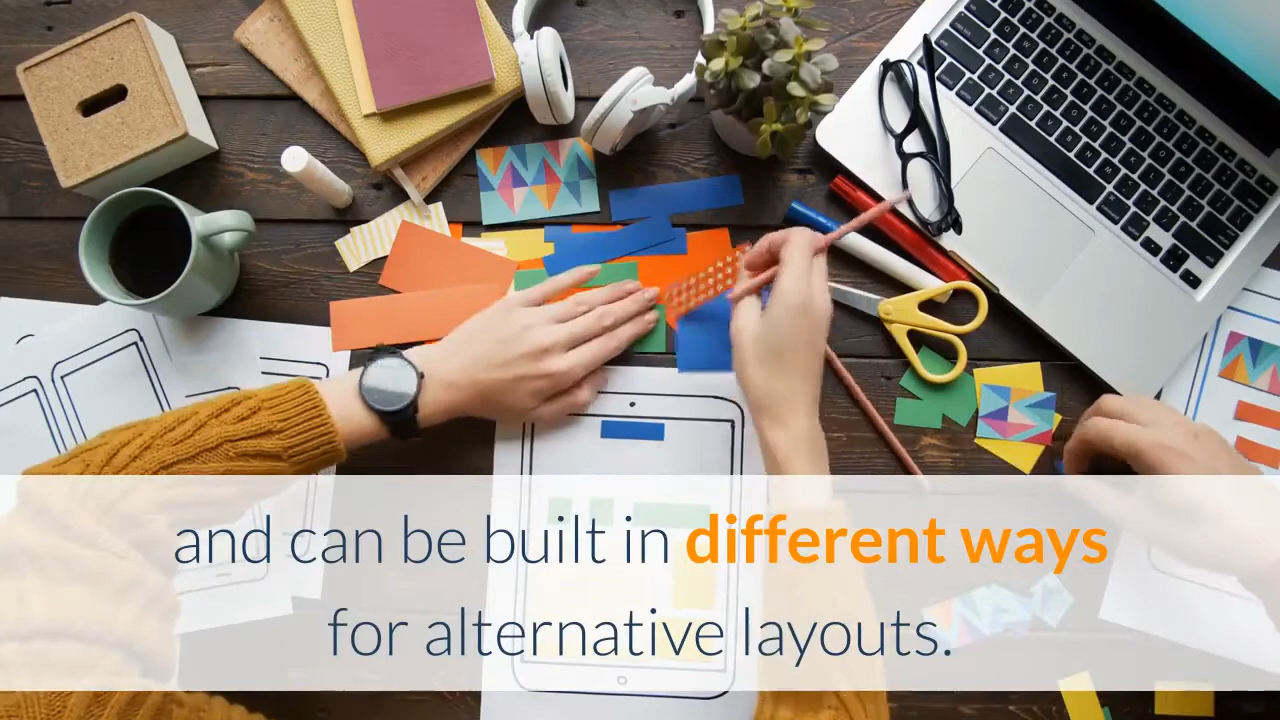 and can be built in different ways
for alternative layouts.